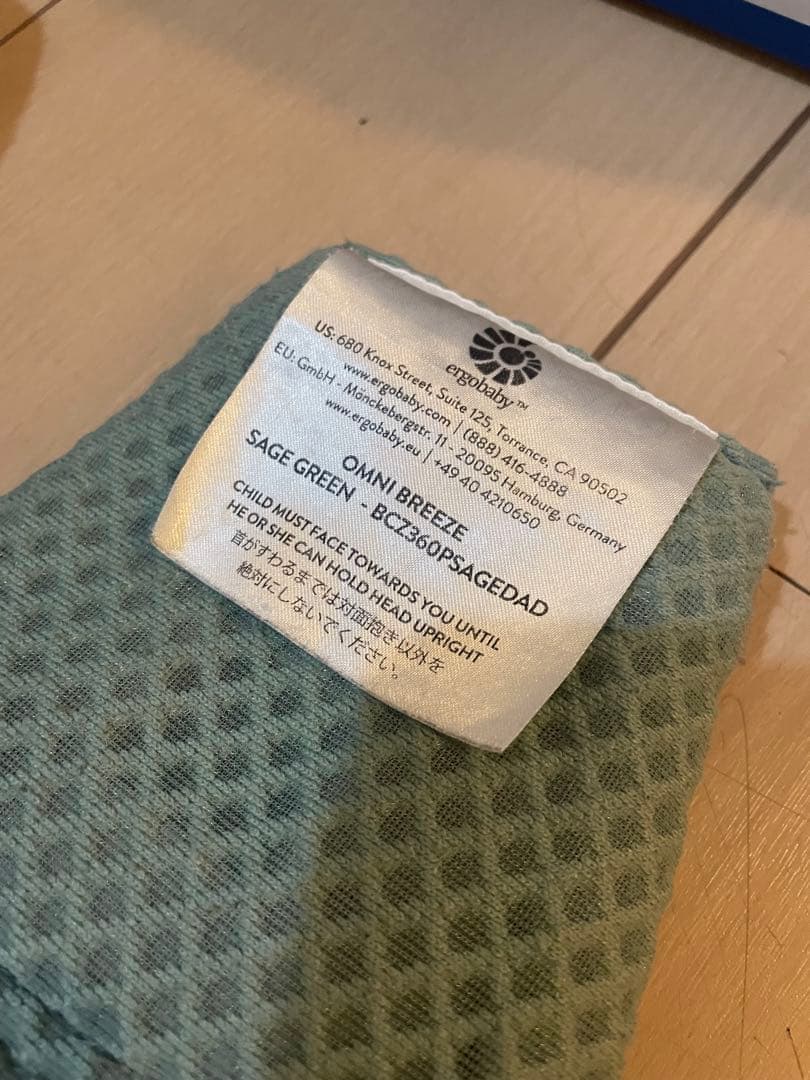 ergobaby™
US: 680 Knox Street, Suite 125, Torrance, CA 90502
www.ergobaby.com | (888) 416-4888
EU: GmbH - Mönckebergstr. 11 - 20095 Hamburg, Germany
www.ergobaby.eu | +49 40 4210650
OMNI BREEZE
SAGE GREEN - BCZ360PSAGEDAD
CHILD MUST FACE TOWARDS YOU UNTIL
HE OR SHE CAN HOLD HEAD UPRIGHT
首がすわるまでは対面抱き以外を
絶対にしないでください。